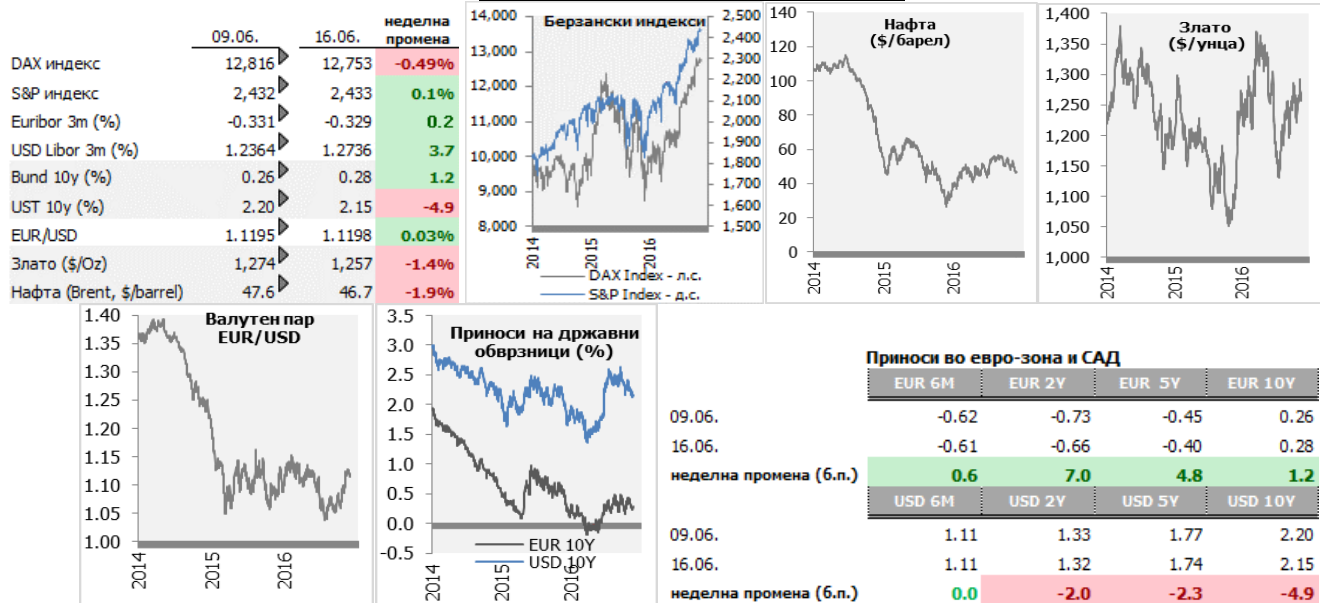 09.06. 16.06. неделна промена
DAX индекс 12,816 12,753 -0.49%
S&P индекс 2,432 2,433 0.1%
Euribor 3m (%) -0.331 -0.329 0.2
USD Libor 3m (%) 1.2364 1.2736 3.7
Bund 10y (%) 0.26 0.28 1.2
UST 10y (%) 2.20 2.15 -4.9
EUR/USD 1.1195 1.1198 0.03%
Злато ($/Oz) 1,274 1,257 -1.4%
Нафта (Brent, $/barrel) 47.6 46.7 -1.9%
Берзански индекси
14,000
13,000
12,000
11,000
10,000
9,000
8,000
2,500
2,400
2,300
2,200
2,100
2,000
1,900
1,800
1,700
1,600
1,500
2014
2015
2016
DAX Index - л.с.
S&P Index - д.с.
Нафта
($/барел)
140
120
100
80
60
40
20
0
2014
2015
2016
Злато
($/унца)
1,400
1,350
1,300
1,250
1,200
1,150
1,100
1,050
1,000
2014
2015
2016
Валутен пар
EUR/USD
1.40
1.35
1.30
1.25
1.20
1.15
1.10
1.05
1.00
2014
2015
2016
Приноси на државни
обврзници (%)
3.5
3.0
2.5
2.0
1.5
1.0
0.5
0.0
-0.5
EUR 10Y
USD 10Y
2014
2015
2016
Приноси во евро-зона и САД
EUR 6M EUR 2Y EUR 5Y EUR 10Y
09.06. -0.62 -0.73 -0.45 0.26
16.06. -0.61 -0.66 -0.40 0.28
неделна промена (б.п.) 0.6 7.0 4.8 1.2
USD 6M USD 2Y USD 5Y USD 10Y
09.06. 1.11 1.33 1.77 2.20
16.06. 1.11 1.32 1.74 2.15
неделна промена (б.п.) 0.0 -2.0 -2.3 -4.9